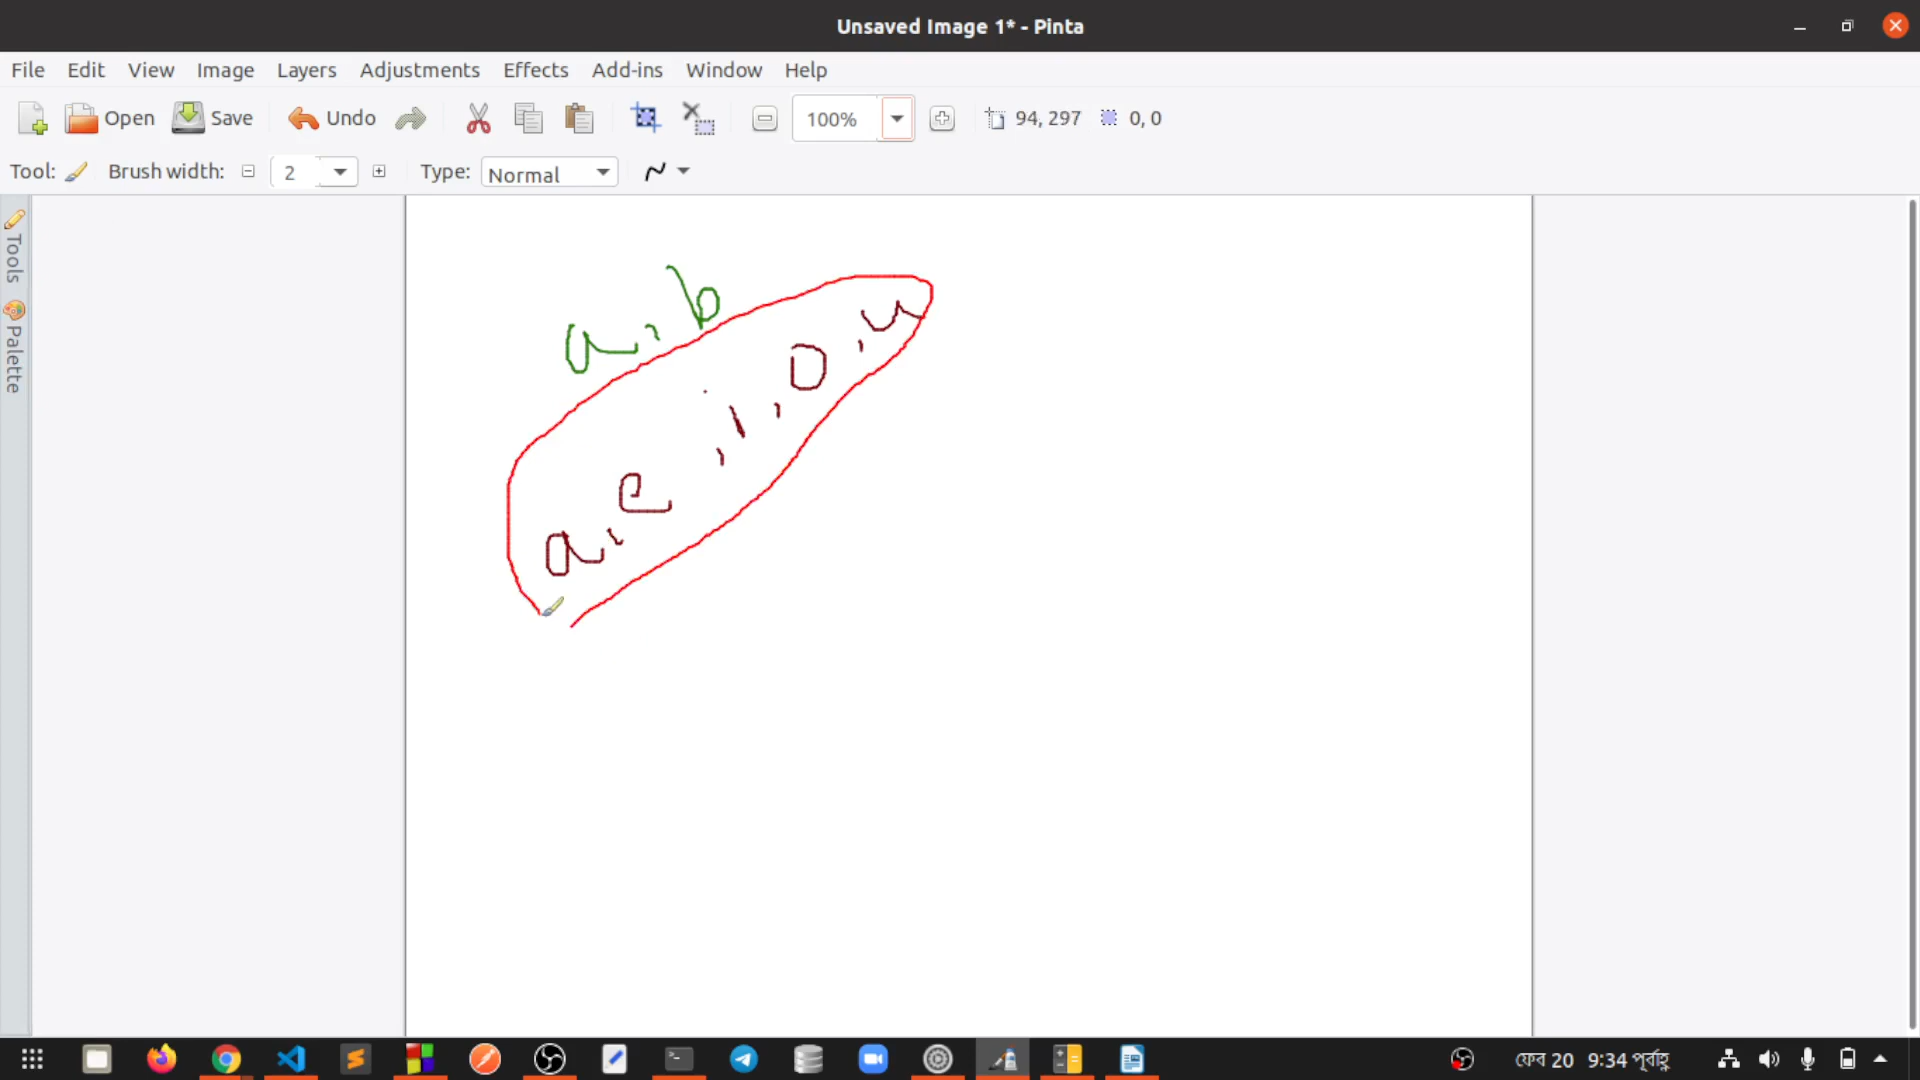 Unsaved Image 1* - Pinta
File Edit View Image Layers Adjustments Effects Add-ins Window Help
Open Save Undo 100% 94, 297 0, 0
Tool: Brush width: 2 Type: Normal
Tools
Palette
a, b
a, e, i, o, u
ফেব 20 9:34 পূর্বাহ্ণ